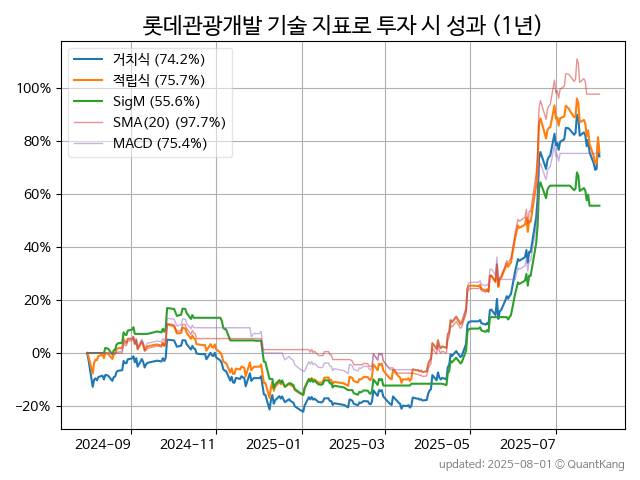 롯데관광개발 기술 지표로 투자 시 성과 (1년)
거치식 (74.2%)
적립식 (75.7%)
SigM (55.6%)
SMA(20) (97.7%)
MACD (75.4%)
100%
80%
60%
40%
20%
0%
−20%
2024-09
2024-11
2025-01
2025-03
2025-05
2025-07
updated: 2025-08-01 © QuantKang